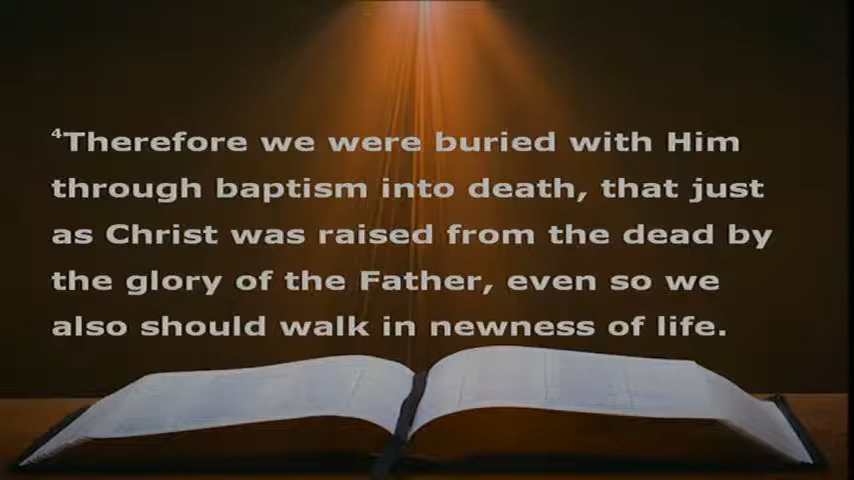 ⁴Therefore we were buried with Him
through baptism into death, that just
as Christ was raised from the dead by
the glory of the Father, even so we
also should walk in newness of life.